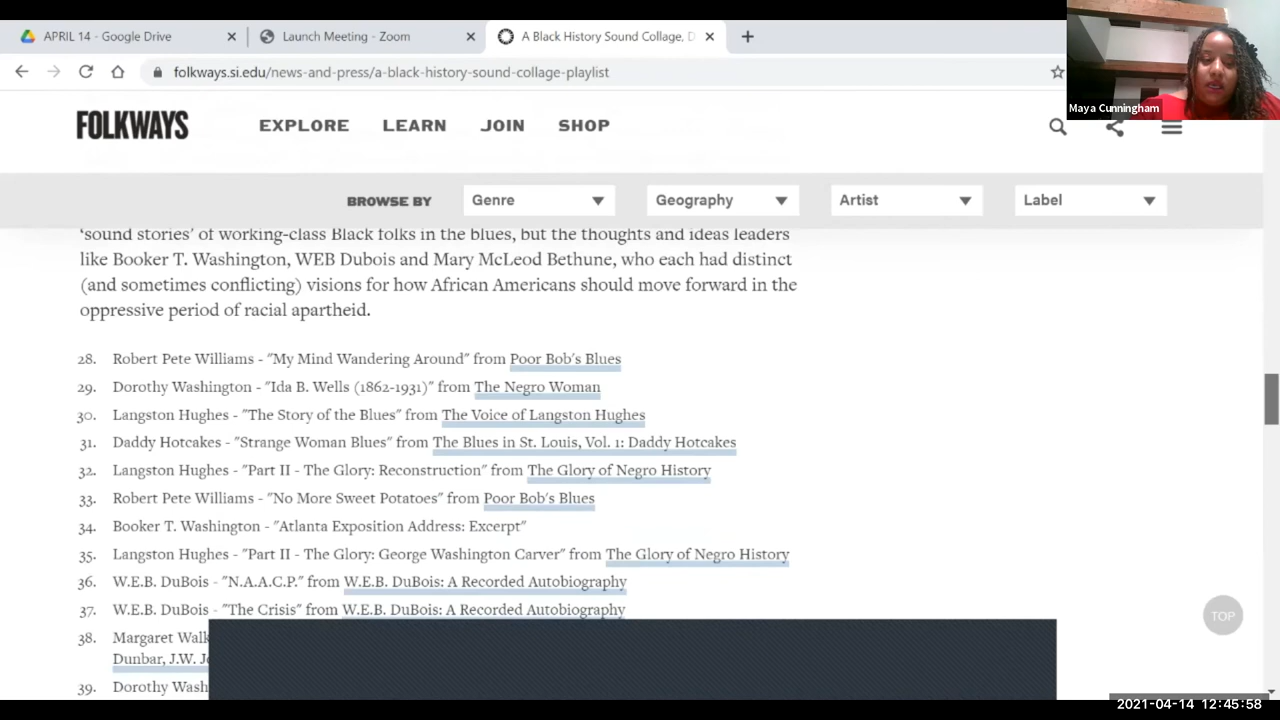 APRIL 14 - Google Drive
Launch Meeting - Zoom
A Black History Sound Collage, D
folkways.si.edu/news-and-press/a-black-history-sound-collage-playlist
Maya Cunningham
FOLKWAYS
EXPLORE LEARN JOIN SHOP
BROWSE BY Genre Geography Artist Label
‘sound stories’ of working-class Black folks in the blues, but the thoughts and ideas leaders
like Booker T. Washington, WEB Dubois and Mary McLeod Bethune, who each had distinct
(and sometimes conflicting) visions for how African Americans should move forward in the
oppressive period of racial apartheid.
28. Robert Pete Williams - "My Mind Wandering Around" from Poor Bob's Blues
29. Dorothy Washington - "Ida B. Wells (1862-1931)" from The Negro Woman
30. Langston Hughes - "The Story of the Blues" from The Voice of Langston Hughes
31. Daddy Hotcakes - "Strange Woman Blues" from The Blues in St. Louis, Vol. 1: Daddy Hotcakes
32. Langston Hughes - "Part II - The Glory: Reconstruction" from The Glory of Negro History
33. Robert Pete Williams - "No More Sweet Potatoes" from Poor Bob's Blues
34. Booker T. Washington - "Atlanta Exposition Address: Excerpt"
35. Langston Hughes - "Part II - The Glory: George Washington Carver" from The Glory of Negro History
36. W.E.B. DuBois - "N.A.A.C.P." from W.E.B. DuBois: A Recorded Autobiography
37. W.E.B. DuBois - "The Crisis" from W.E.B. DuBois: A Recorded Autobiography
38. Margaret Walk
Dunbar, J.W. Jo
39. Dorothy Wash
TOP
2021-04-14 12:45:58